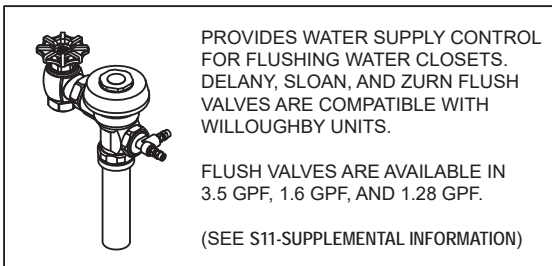 PROVIDES WATER SUPPLY CONTROL
FOR FLUSHING WATER CLOSETS.
DELANY, SLOAN, AND ZURN FLUSH
VALVES ARE COMPATIBLE WITH
WILLOUGHBY UNITS.
FLUSH VALVES ARE AVAILABLE IN
3.5 GPF, 1.6 GPF, AND 1.28 GPF.
(SEE S11-SUPPLEMENTAL INFORMATION)